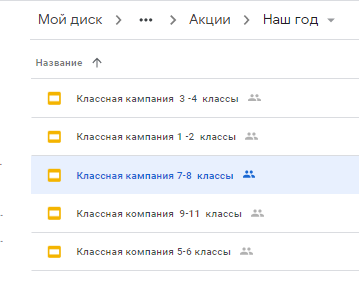 Мой диск > ••• > Акции > Наш год
Название ↑
Классная кампания 3 -4 классы
Классная кампания 1 -2 классы
Классная кампания 7-8 классы
Классная компания 9-11 классы
Классная компания 5-6 классы